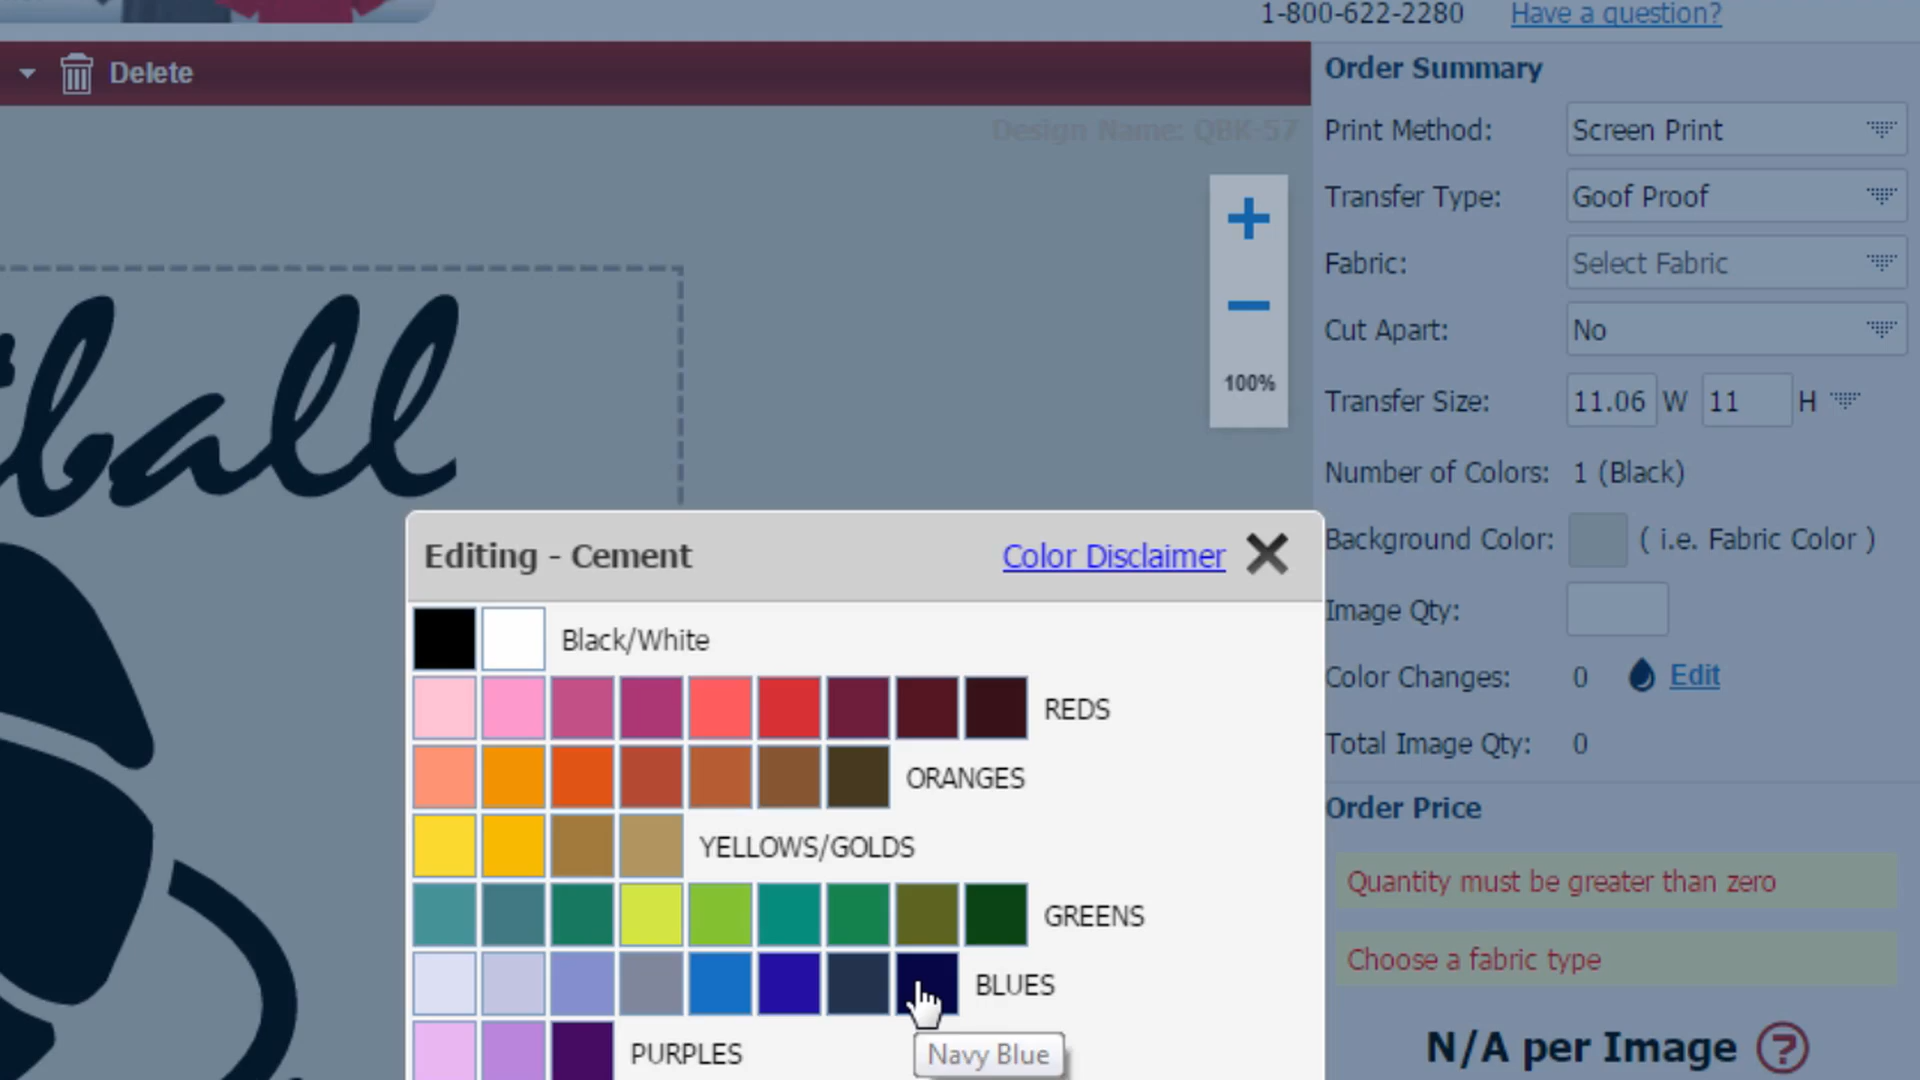 1-800-622-2280 Have a question?
Delete
Design Name: QBK-57
ball
+
−
100%
Order Summary
Print Method: Screen Print
Transfer Type: Goof Proof
Fabric: Select Fabric
Cut Apart: No
Transfer Size: 11.06 W 11 H
Number of Colors: 1 (Black)
Background Color: ( i.e. Fabric Color )
Image Qty:
Color Changes: 0 Edit
Total Image Qty: 0
Order Price
Quantity must be greater than zero
Choose a fabric type
N/A per Image ?
Editing - Cement Color Disclaimer
Black/White
REDS
ORANGES
YELLOWS/GOLDS
GREENS
BLUES
PURPLES
Navy Blue